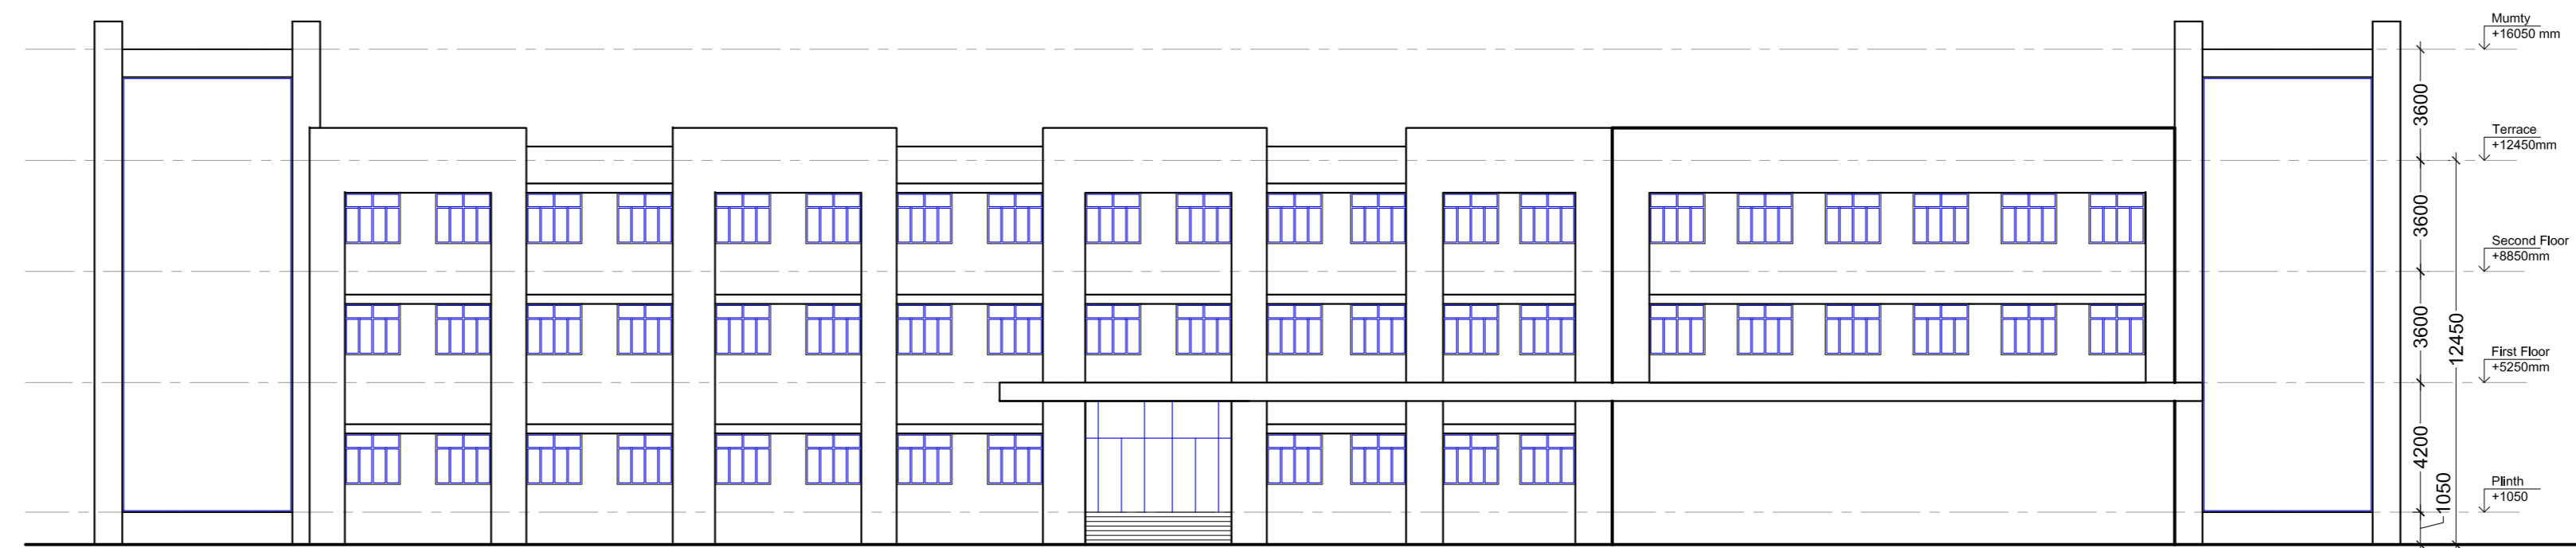 Mumty
+16050 mm
3600
Terrace
+12450mm
3600
Second Floor
+8850mm
3600
12450
First Floor
+5250mm
4200
Plinth
+1050
1050